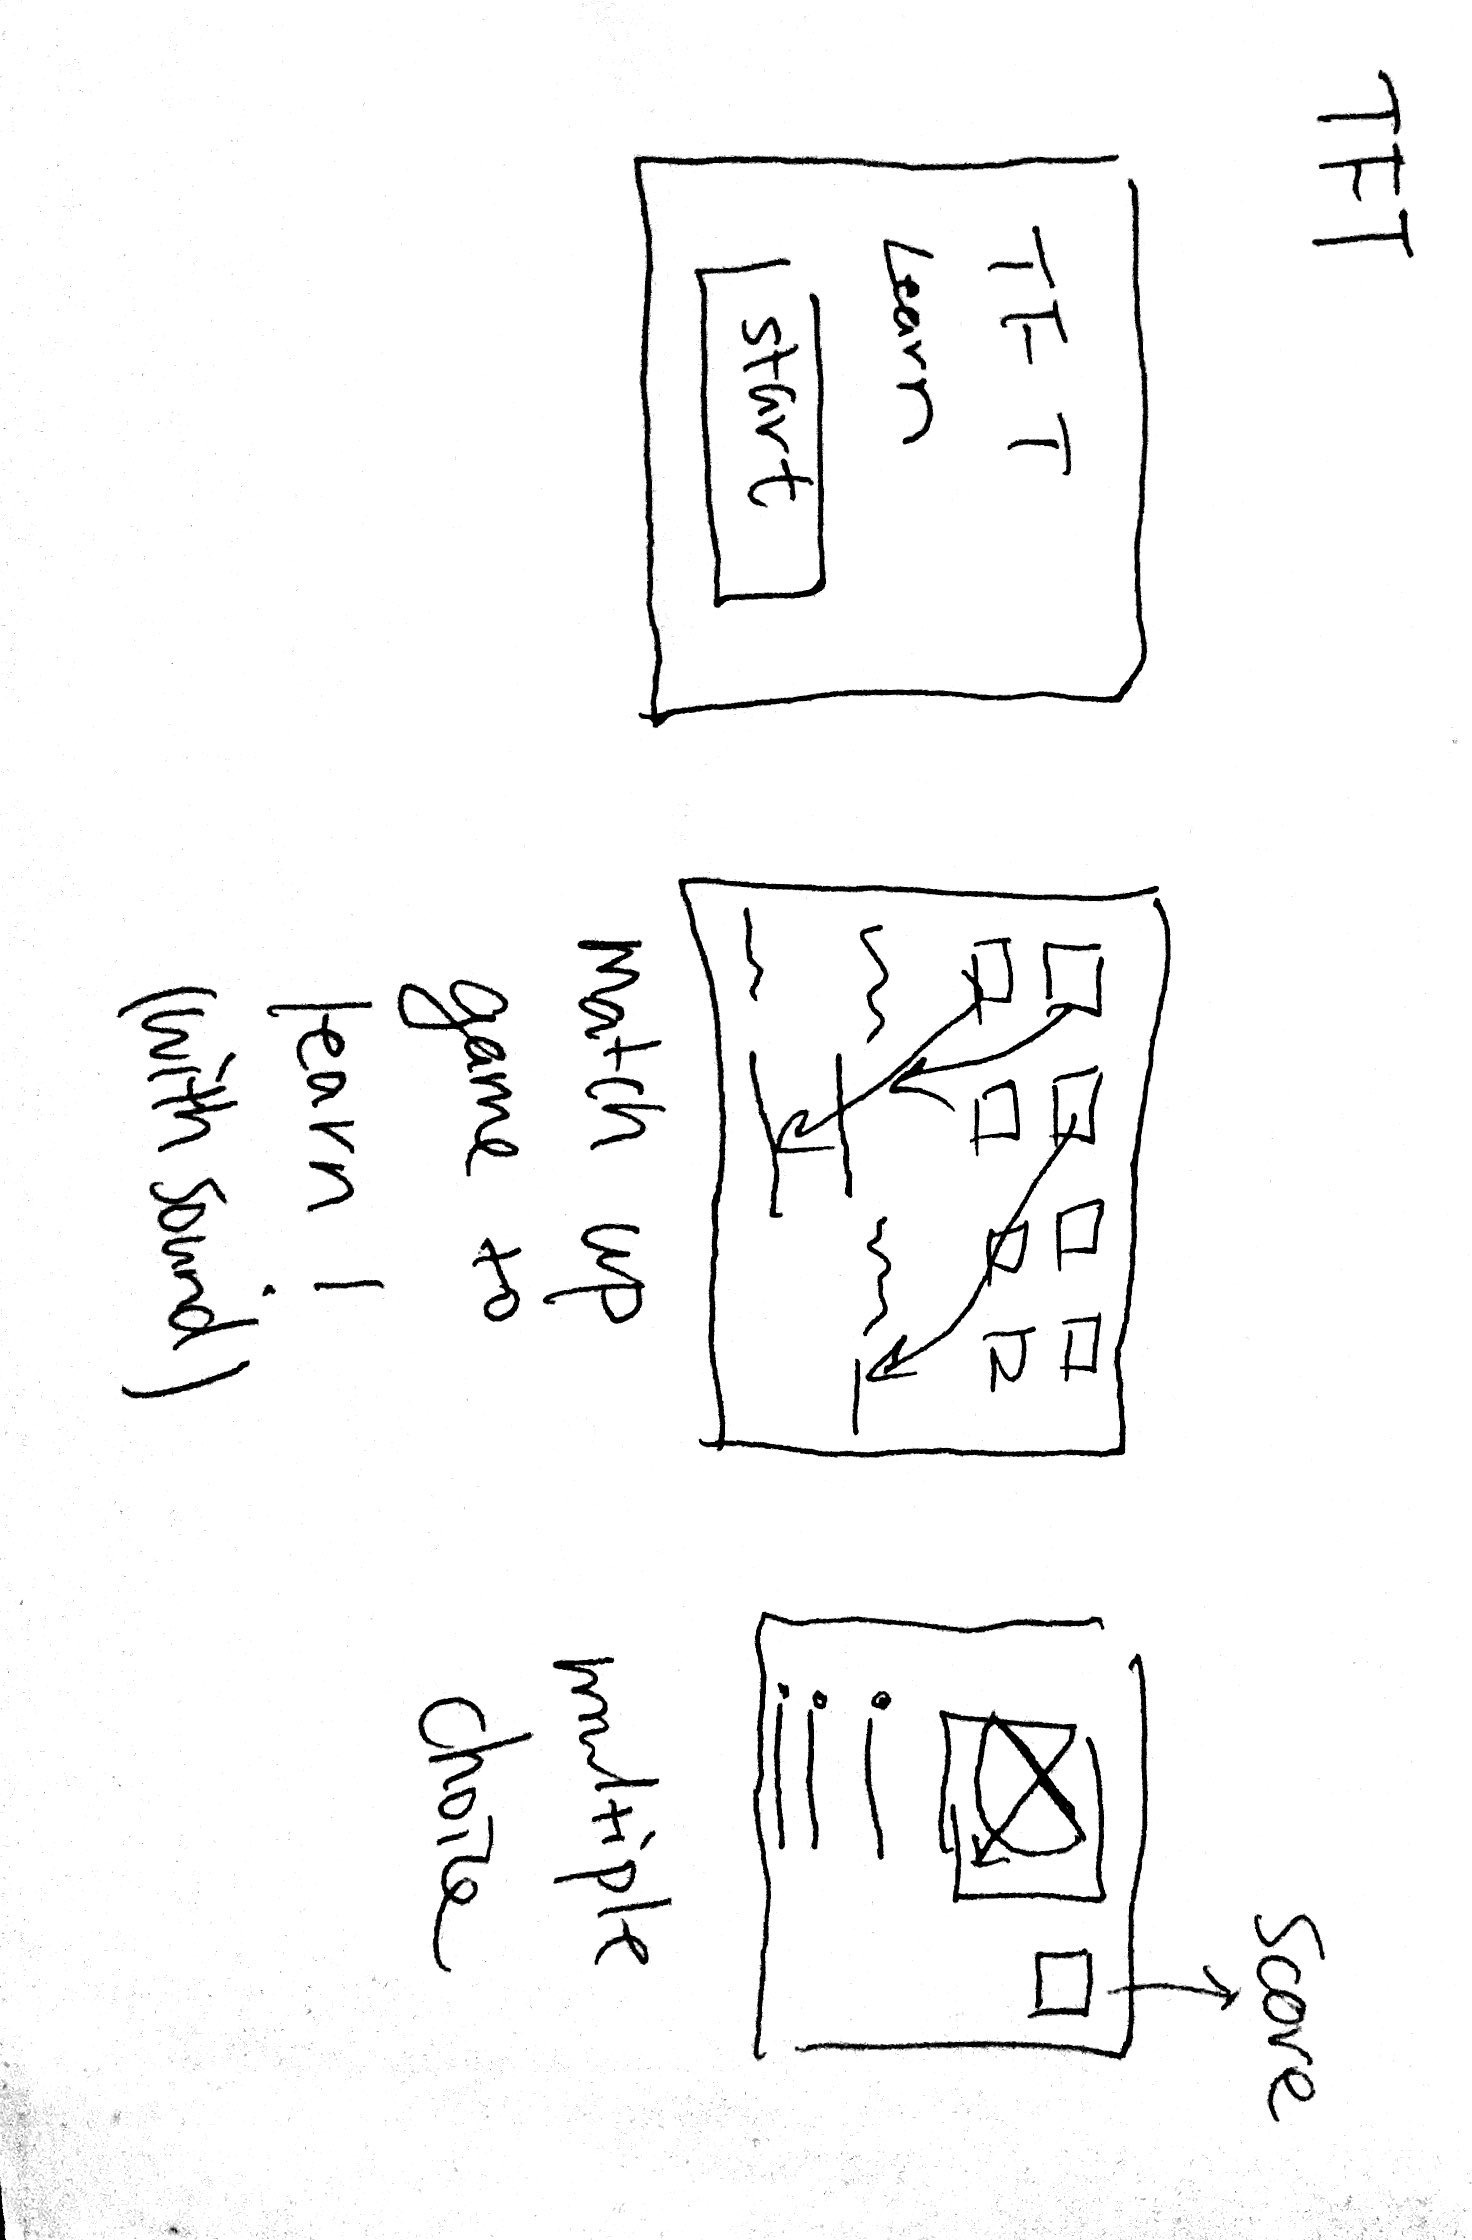 TFT
TFT
Learn
start
Match up
game to
learn!
(with sound)
Score
multiple
choice